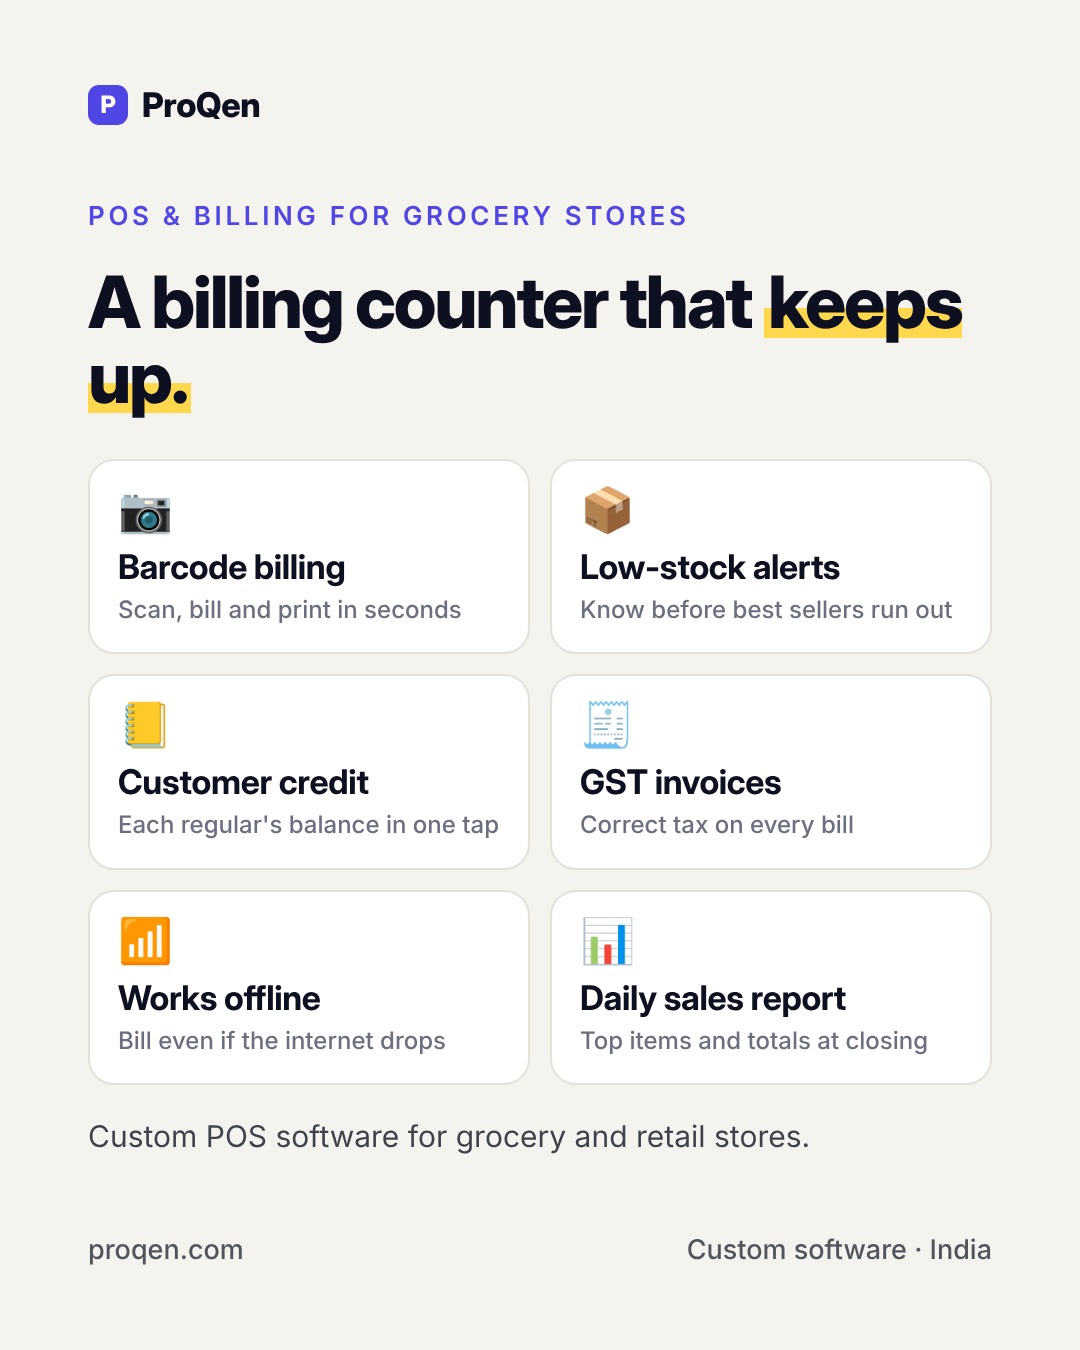 P ProQen
POS & BILLING FOR GROCERY STORES
A billing counter that keeps
up.
Barcode billing
Scan, bill and print in seconds
Low-stock alerts
Know before best sellers run out
Customer credit
Each regular's balance in one tap
GST invoices
Correct tax on every bill
Works offline
Bill even if the internet drops
Daily sales report
Top items and totals at closing
Custom POS software for grocery and retail stores.
proqen.com
Custom software · India